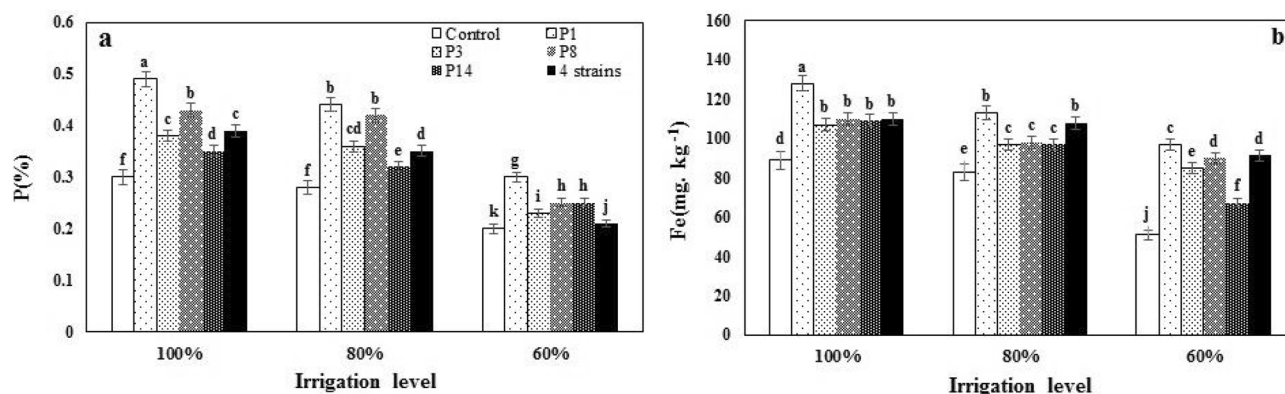 a
Control P1
P3 P8
P14 4 strains
0.6
0.5
0.4
0.3
0.2
0.1
0
P(%)
f a c b d c
f b cd b e d
k g i h h j
100% 80% 60%
Irrigation level
b
160
140
120
100
80
60
40
20
0
Fe(mg. kg-1)
d a b b b b
e b c c c b
j c e d f d
100% 80% 60%
Irrigation level